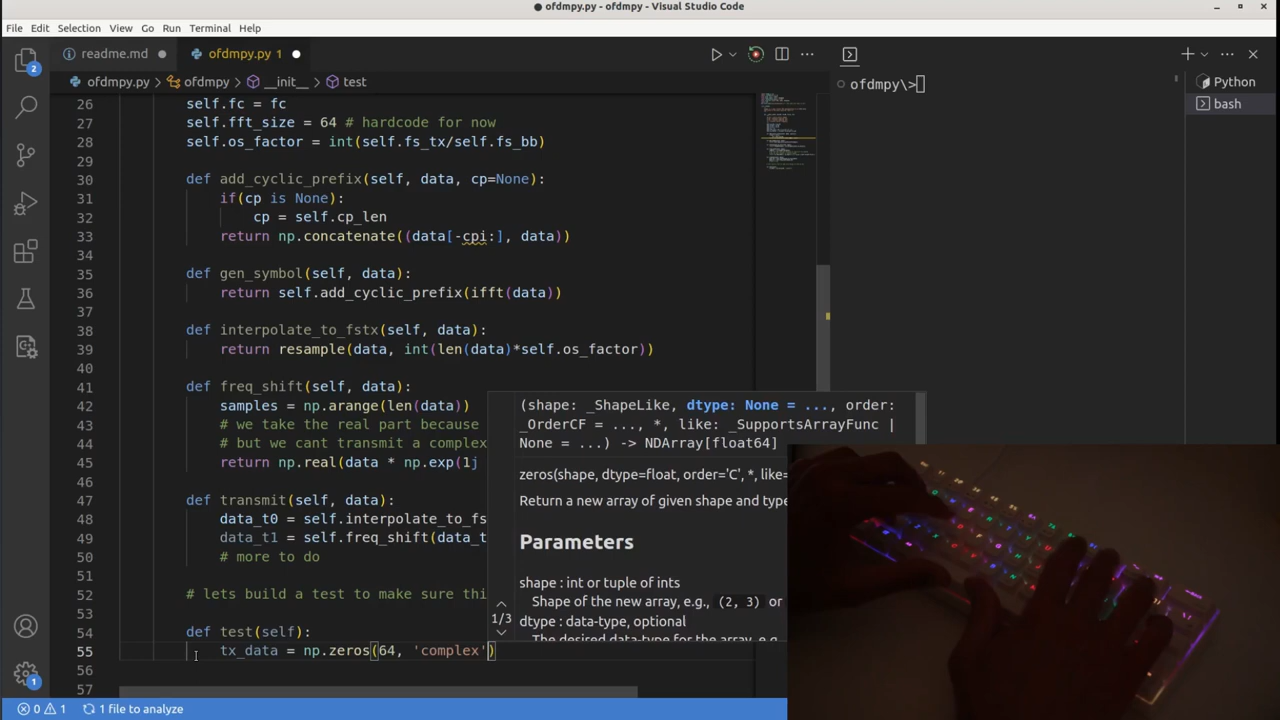 ofdmpy.py - ofdmpy - Visual Studio Code
File Edit Selection View Go Run Terminal Help
readme.md
ofdmpy.py 1
ofdmpy.py > ofdmpy > __init__ > test
26 self.fc = fc
27 self.fft_size = 64 # hardcode for now
28 self.os_factor = int(self.fs_tx/self.fs_bb)
29
30 def add_cyclic_prefix(self, data, cp=None):
31 if(cp is None):
32 cp = self.cp_len
33 return np.concatenate((data[-cpi:], data))
34
35 def gen_symbol(self, data):
36 return self.add_cyclic_prefix(ifft(data))
37
38 def interpolate_to_fstx(self, data):
39 return resample(data, int(len(data)*self.os_factor))
40
41 def freq_shift(self, data):
42 samples = np.arange(len(data))
43 # we take the real part because
44 # but we cant transmit a complex
45 return np.real(data * np.exp(1j
46
47 def transmit(self, data):
48 data_t0 = self.interpolate_to_fs
49 data_t1 = self.freq_shift(data_t
50 # more to do
51
52 # lets build a test to make sure thi
53
54 def test(self):
55 tx_data = np.zeros(64, 'complex')
56
57
(shape: _ShapeLike, dtype: None = ..., order:
_OrderCF = ..., *, like: _SupportsArrayFunc |
None = ...) -> NDArray[float64]
zeros(shape, dtype=float, order='C', *, like=
Return a new array of given shape and type
Parameters
shape : int or tuple of ints
Shape of the new array, e.g., (2, 3) or
dtype : data-type, optional
The desired data-type for the array, e.g.
1/3
ofdmpy\>
Python
bash
2
1
0 1 1 file to analyze